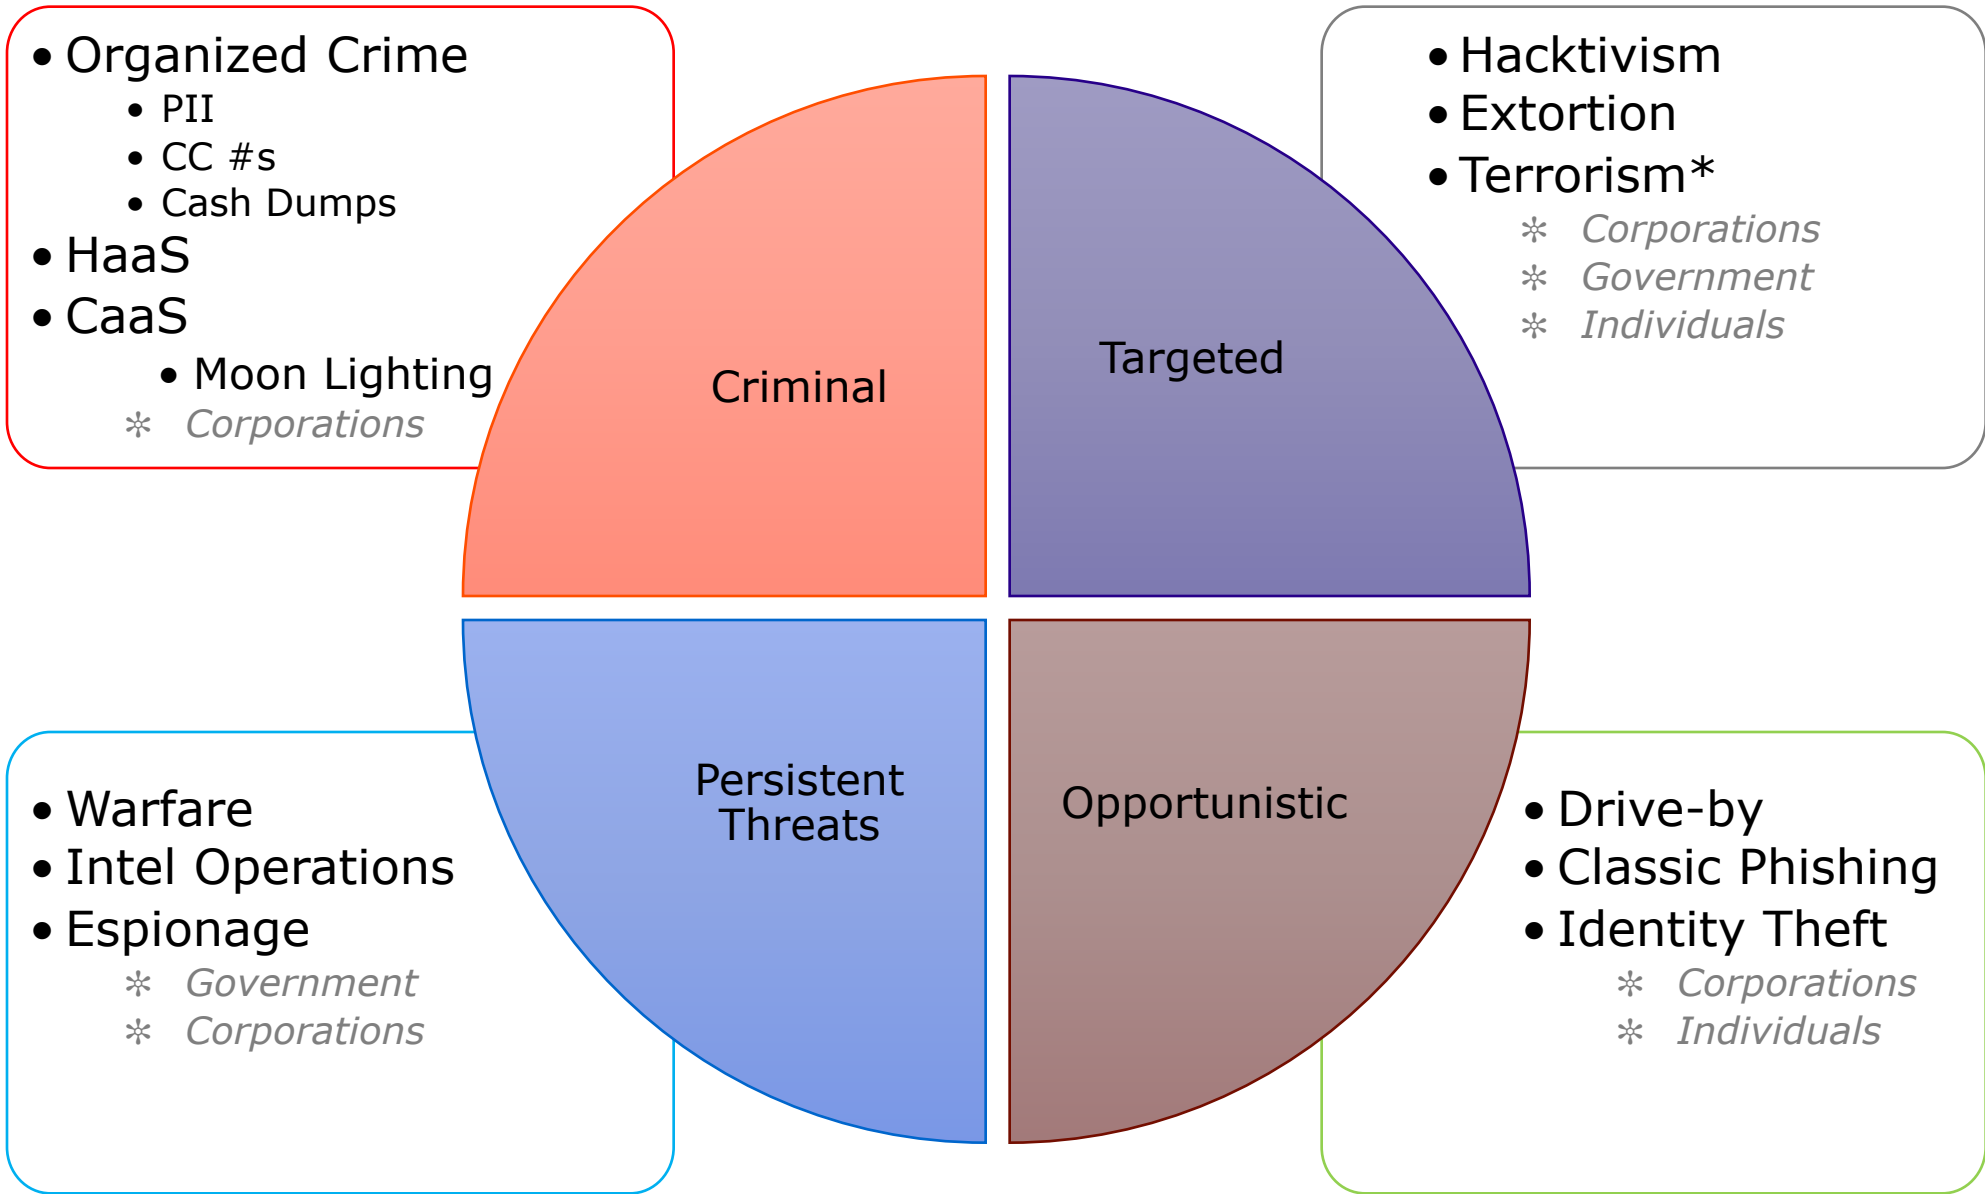 • Organized Crime
• PII
• CC #s
• Cash Dumps
• HaaS
• CaaS
• Moon Lighting
✼ Corporations
Criminal
• Hacktivism
• Extortion
• Terrorism*
✼ Corporations
✼ Government
✼ Individuals
Targeted
• Warfare
• Intel Operations
• Espionage
✼ Government
✼ Corporations
Persistent
Threats
Opportunistic
• Drive-by
• Classic Phishing
• Identity Theft
✼ Corporations
✼ Individuals